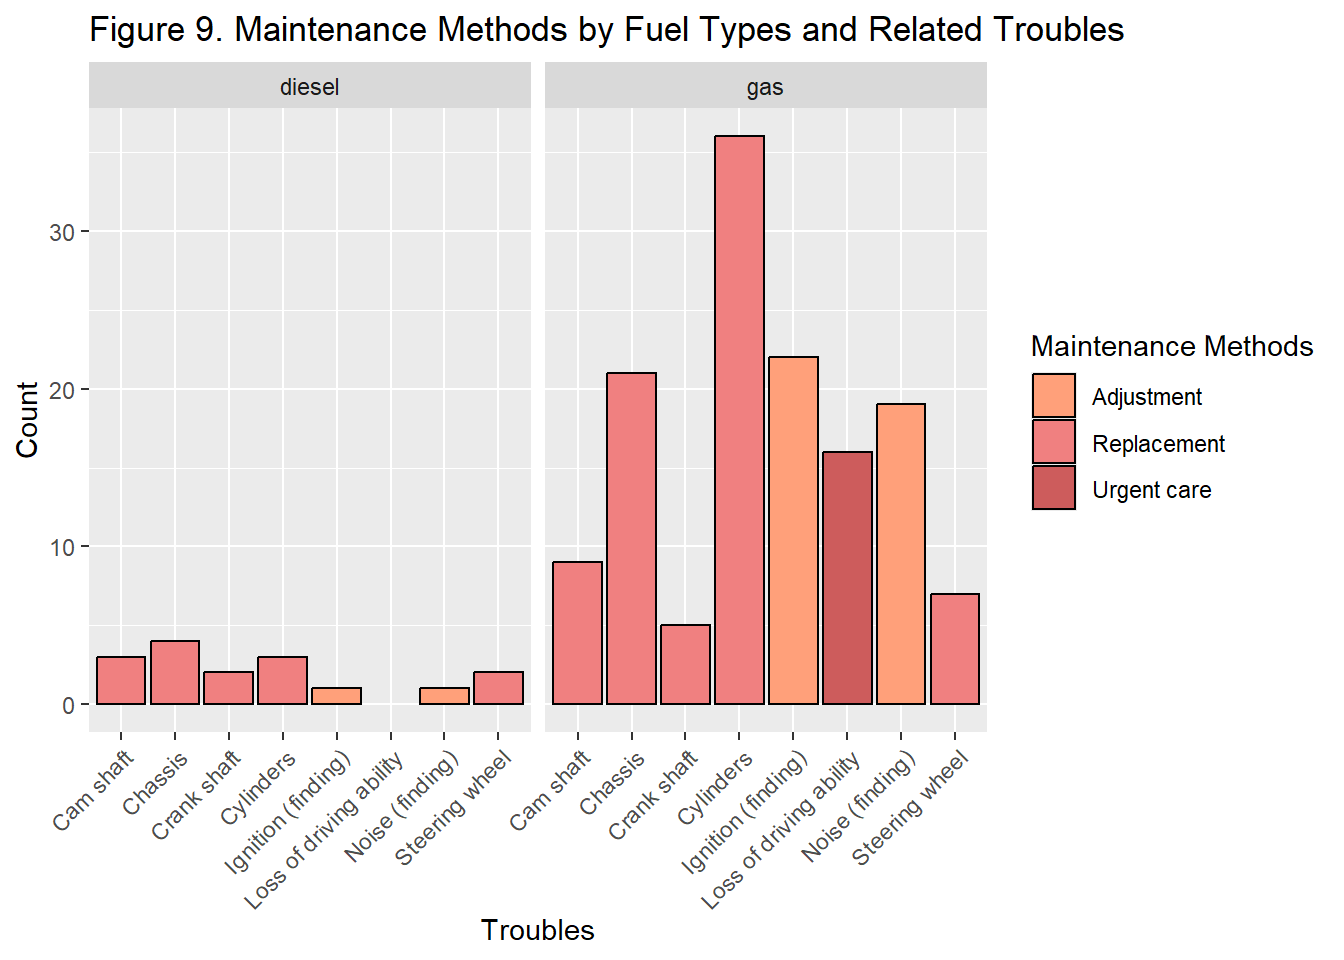 Figure 9. Maintenance Methods by Fuel Types and Related Troubles
diesel
gas
30
20
10
0
Count
Cam shaft
Chassis
Crank shaft
Cylinders
Ignition (finding)
Loss of driving ability
Noise (finding)
Steering wheel
Cam shaft
Chassis
Crank shaft
Cylinders
Ignition (finding)
Loss of driving ability
Noise (finding)
Steering wheel
Troubles
Maintenance Methods
Adjustment
Replacement
Urgent care